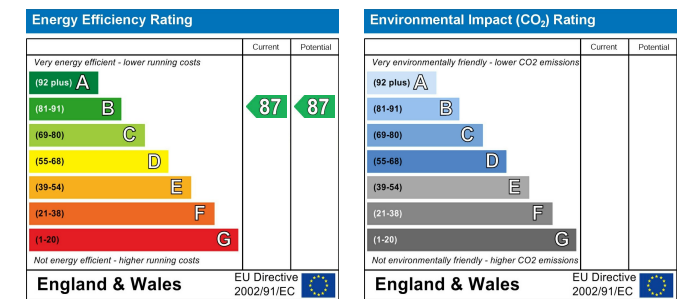 Energy Efficiency Rating
Current Potential
Very energy efficient - lower running costs
(92 plus) A
(81-91) B
87 87
(69-80) C
(55-68) D
(39-54) E
(21-38) F
(1-20) G
Not energy efficient - higher running costs
England & Wales
EU Directive
2002/91/EC
Environmental Impact (CO₂) Rating
Current Potential
Very environmentally friendly - lower CO2 emissions
(92 plus) A
(81-91) B
(69-80) C
(55-68) D
(39-54) E
(21-38) F
(1-20) G
Not environmentally friendly - higher CO2 emissions
England & Wales
EU Directive
2002/91/EC